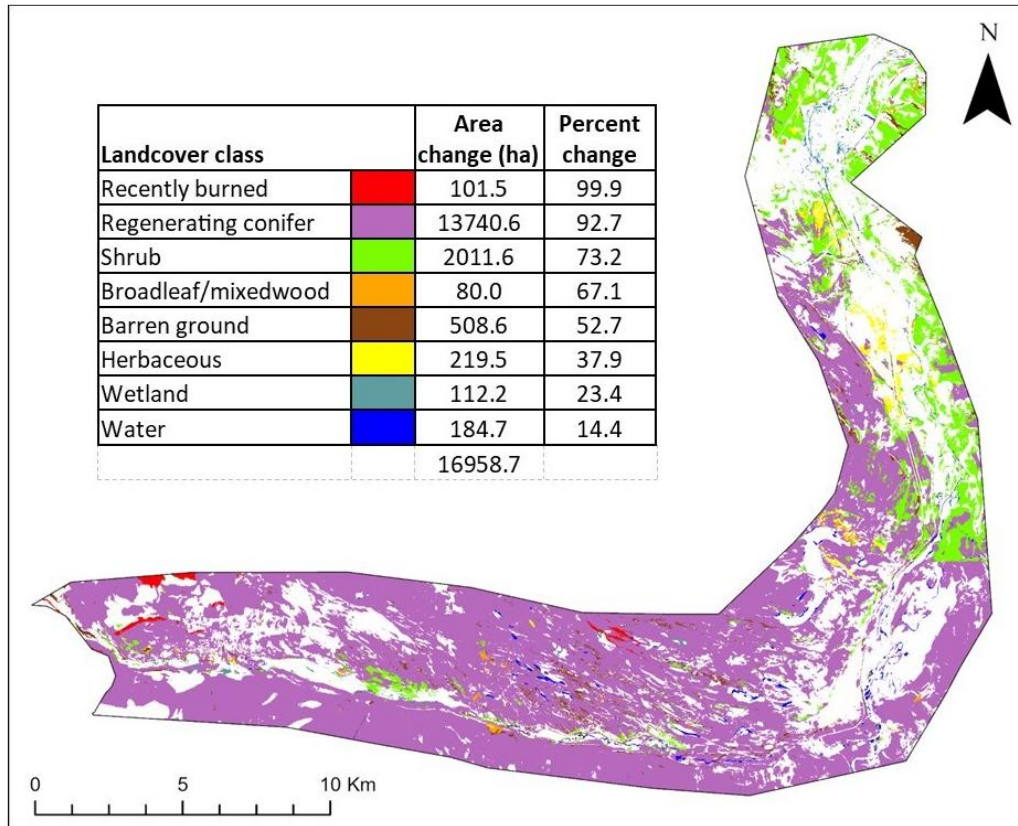 N
Landcover class Area change (ha) Percent change
Recently burned 101.5 99.9
Regenerating conifer 13740.6 92.7
Shrub 2011.6 73.2
Broadleaf/mixedwood 80.0 67.1
Barren ground 508.6 52.7
Herbaceous 219.5 37.9
Wetland 112.2 23.4
Water 184.7 14.4
16958.7
0 5 10 Km